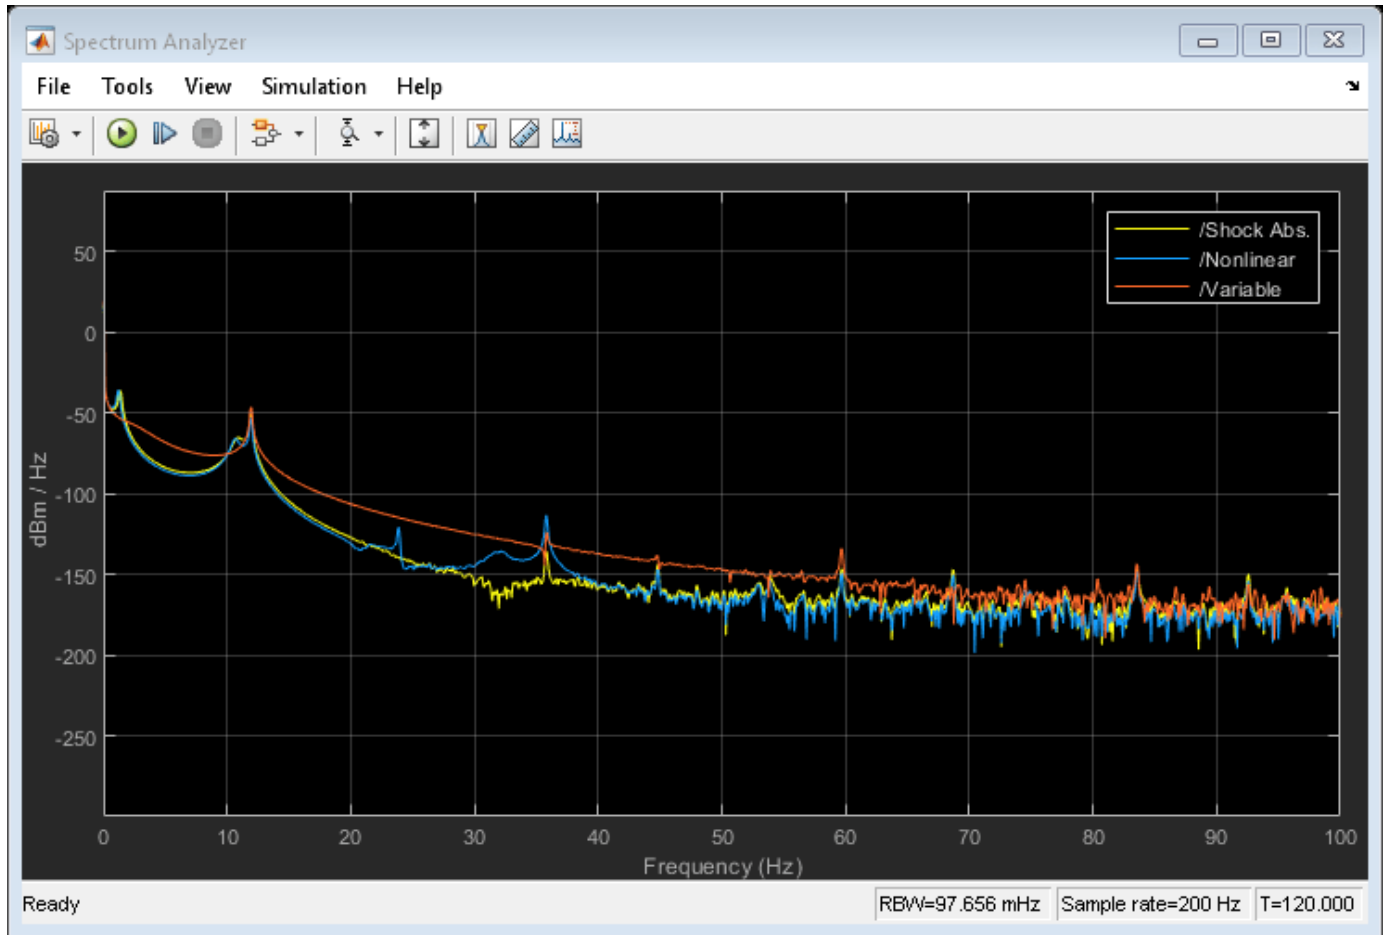 Spectrum Analyzer
File Tools View Simulation Help
/Shock Abs.
/Nonlinear
/Variable
50
0
-50
-100
-150
-200
-250
dBm / Hz
0 10 20 30 40 50 60 70 80 90 100
Frequency (Hz)
Ready RBW=97.656 mHz Sample rate=200 Hz T=120.000